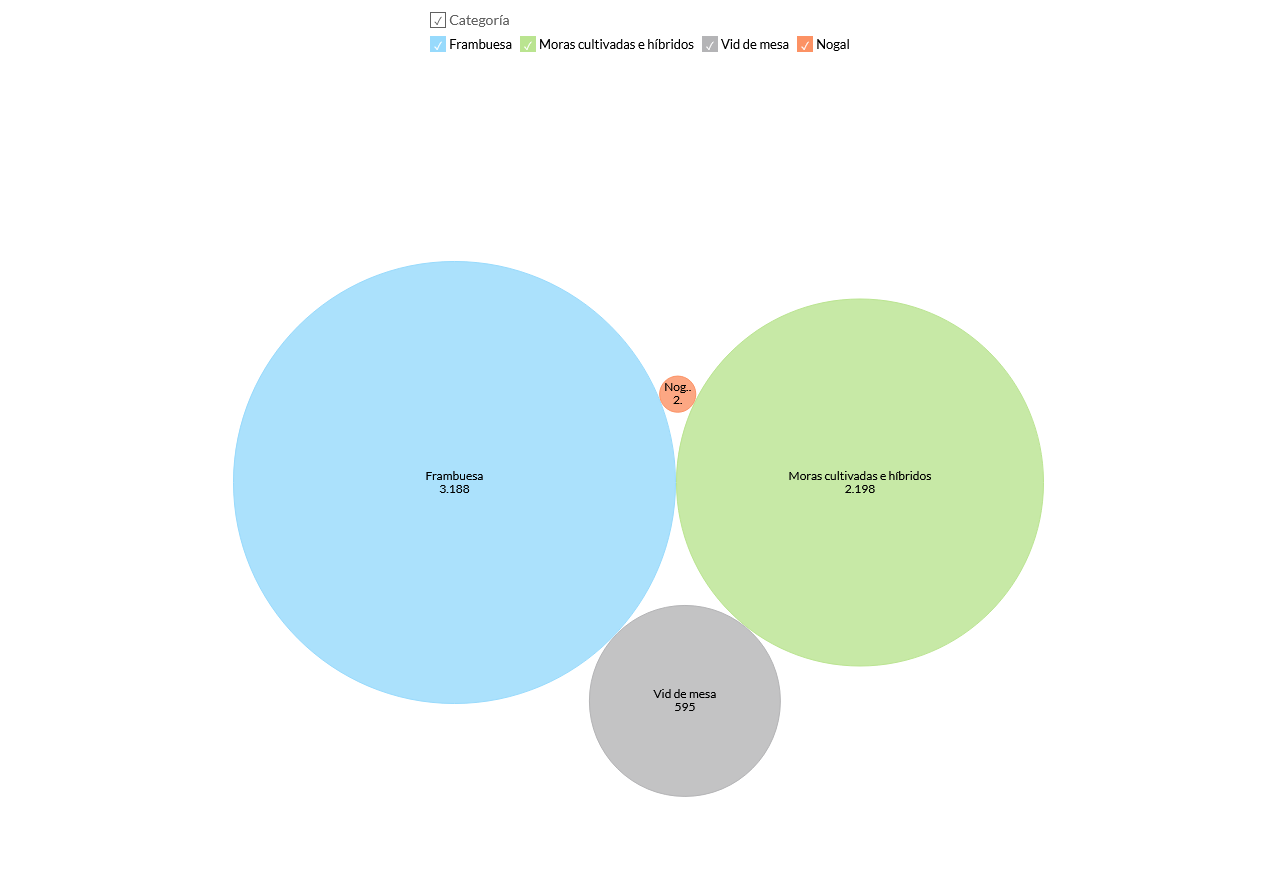 Categoría
Frambuesa Moras cultivadas e híbridos Vid de mesa Nogal
Nog..
2.
Frambuesa
3.188
Moras cultivadas e híbridos
2.198
Vid de mesa
595